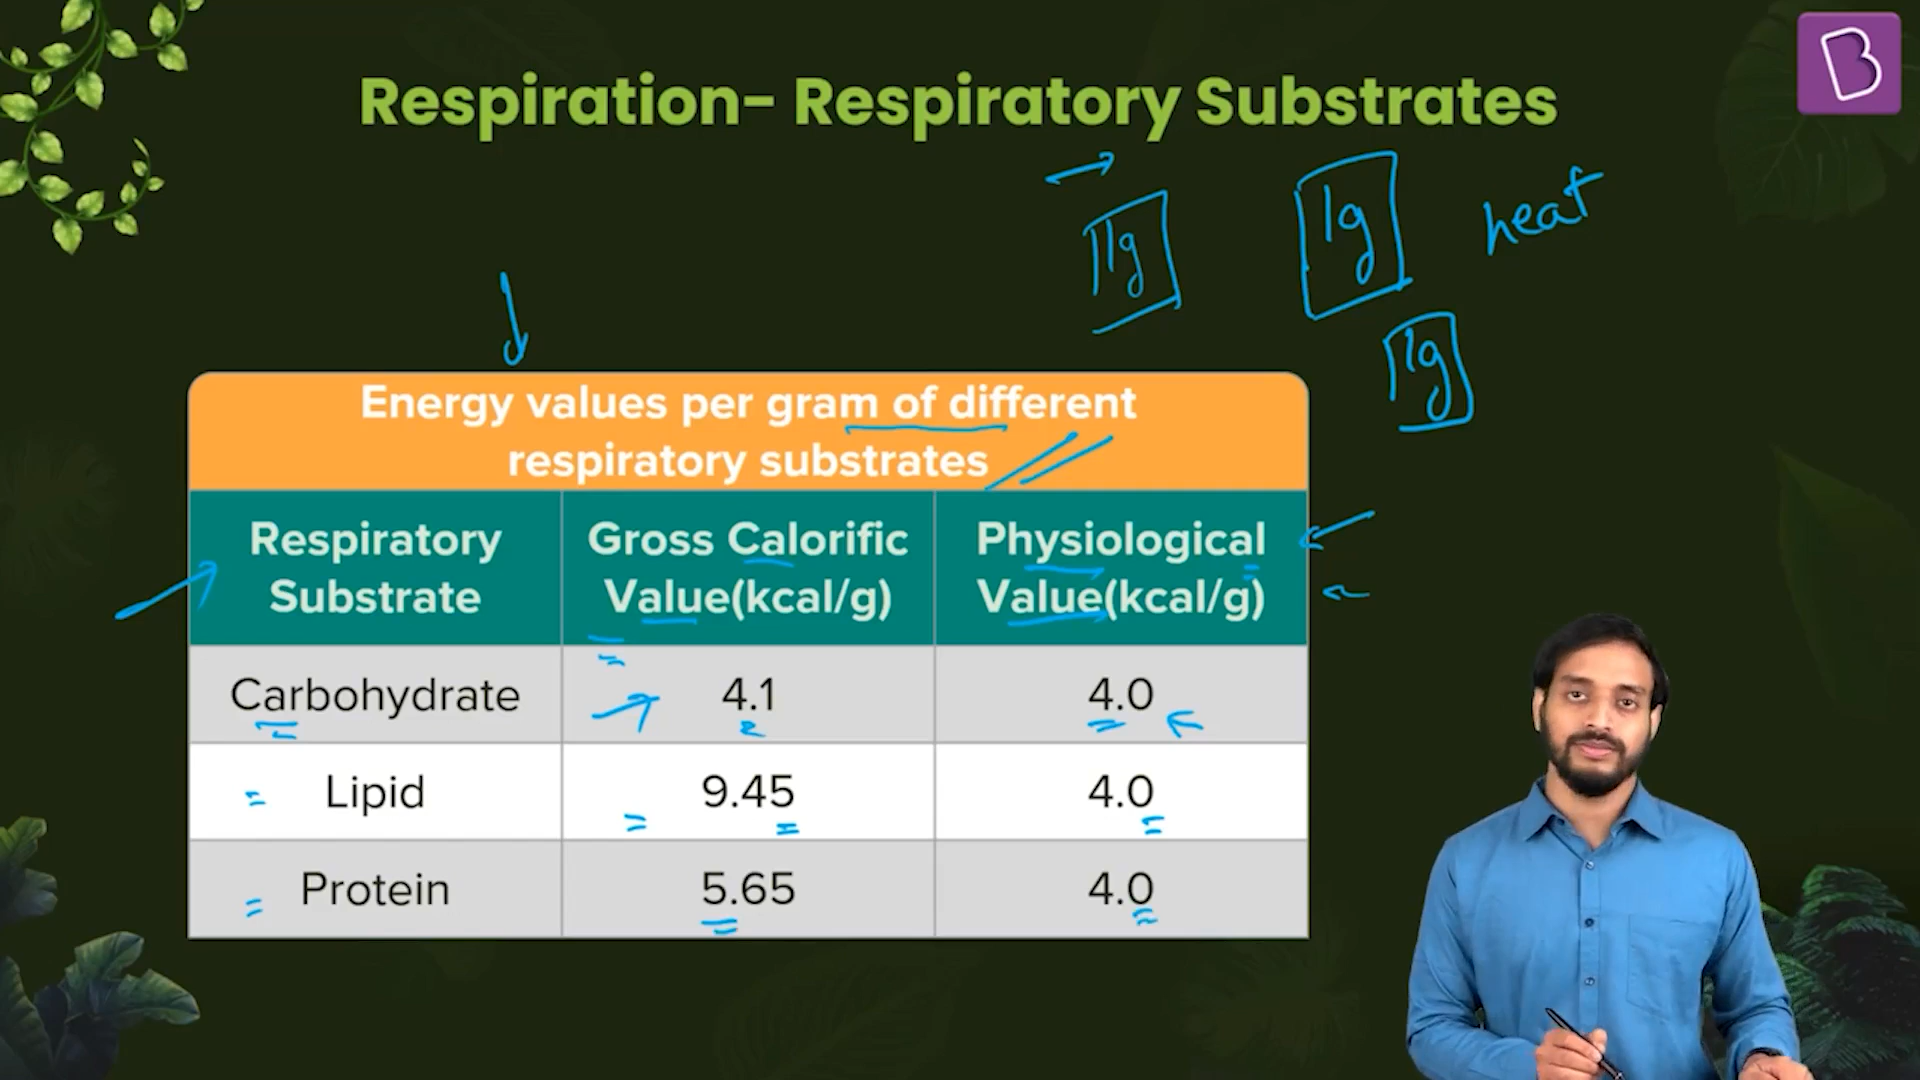 Respiration- Respiratory Substrates
1g
1g
heat
1g
Energy values per gram of different
respiratory substrates
Respiratory Substrate
Gross Calorific Value(kcal/g)
Physiological Value(kcal/g)
Carbohydrate 4.1 4.0
Lipid 9.45 4.0
Protein 5.65 4.0